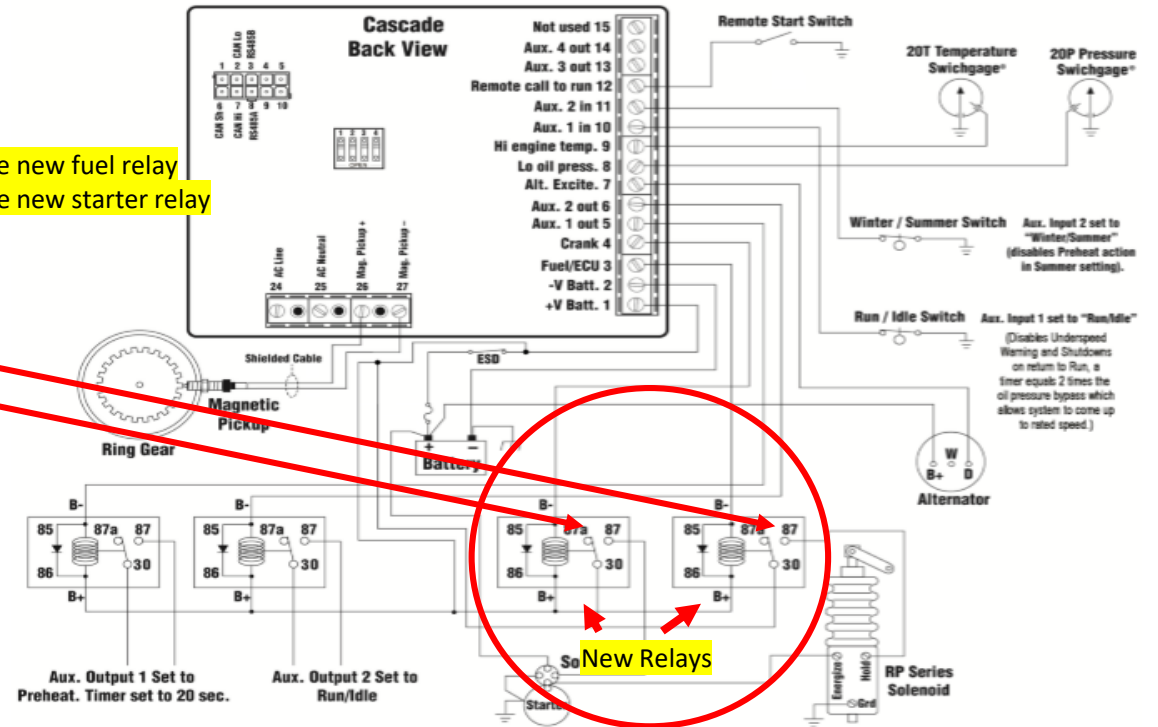 Cascade
Back View
CAN Lo
RS485B
1 2 3 4 5
6 7 8 9 10
CAN Sh
CAN Hi
RS485A
1 2 3 4
OPEN
Not used 15
Aux. 4 out 14
Aux. 3 out 13
Remote call to run 12
Aux. 2 in 11
Aux. 1 in 10
Hi engine temp. 9
Lo oil press. 8
Alt. Excite. 7
Aux. 2 out 6
Aux. 1 out 5
Crank 4
Fuel/ECU 3
-V Batt. 2
+V Batt. 1
Remote Start Switch
20T Temperature
Swichgage®
20P Pressure
Swichgage®
e new fuel relay
e new starter relay
AC Line
AC Neutral
Mag. Pickup +
Mag. Pickup -
24 25 26 27
Winter / Summer Switch
Aux. Input 2 set to
"Winter/Summer"
(disables Preheat action
in Summer setting).
Run / Idle Switch
Aux. Input 1 set to "Run/Idle"
(Disables Underspeed
Warning and Shutdowns
on return to Run, a
timer equals 2 times the
oil pressure bypass which
allows system to come up
to rated speed.)
Shielded Cable
ESD
Magnetic
Pickup
Ring Gear
+ -
Battery
W
B+ D
Alternator
B- B- B- B-
85 87a 87
30
86
B+
85 87a 87
30
86
B+
85 87a 87
30
86
B+
85 87a 87
30
86
B+
Aux. Output 1 Set to
Preheat. Timer set to 20 sec.
Aux. Output 2 Set to
Run/Idle
New Relays
Energize
Hold
Grd
RP Series
Solenoid